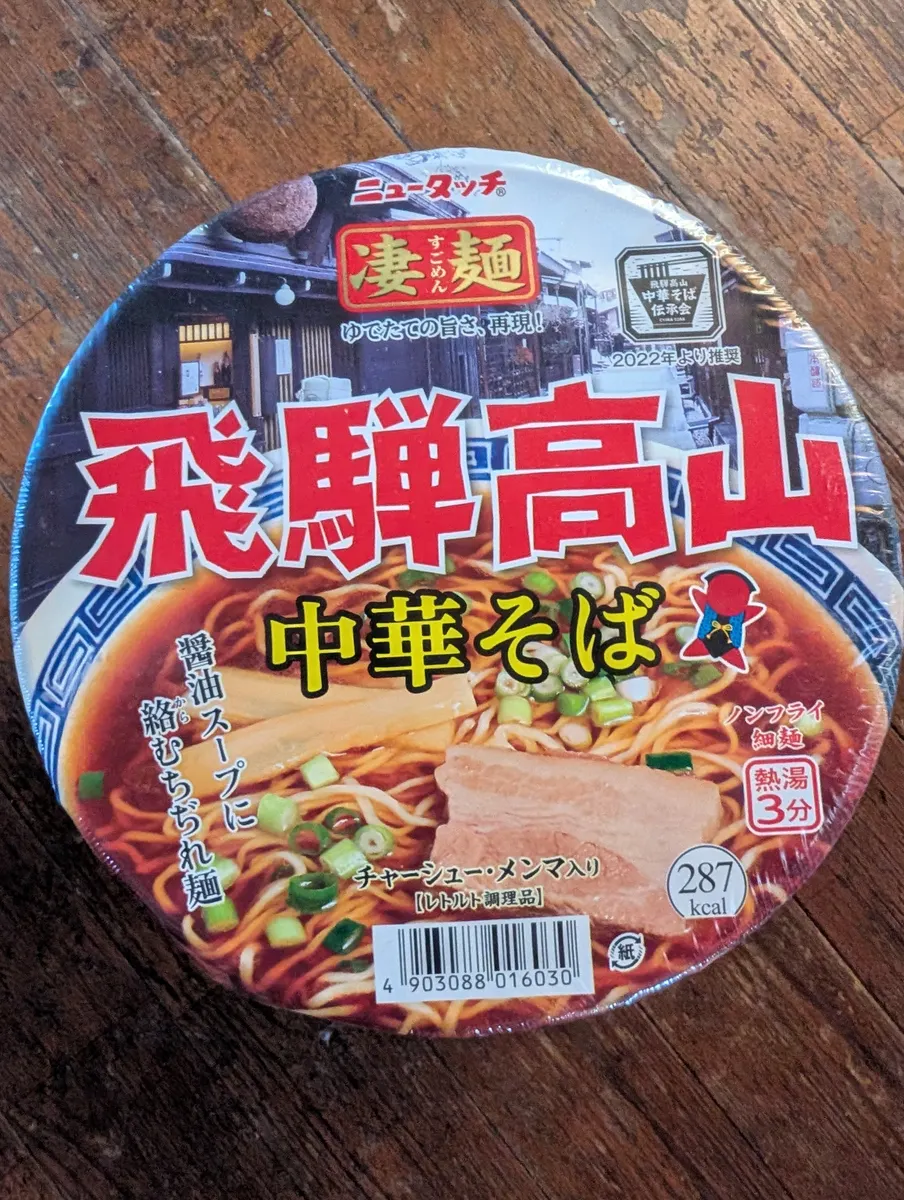 ニュータッチ®
凄麺
すごめん
ゆでたての旨さ、再現!
飛騨高山
中華そば
伝承会
CHUKA SOBA
2022年より推奨
飛騨高山
中華そば
醤油スープに
絡むちぢれ麺
から
ノンフライ
細麺
熱湯
3分
チャーシュー・メンマ入り
【レトルト調理品】
287
kcal
紙
4 903088 016030